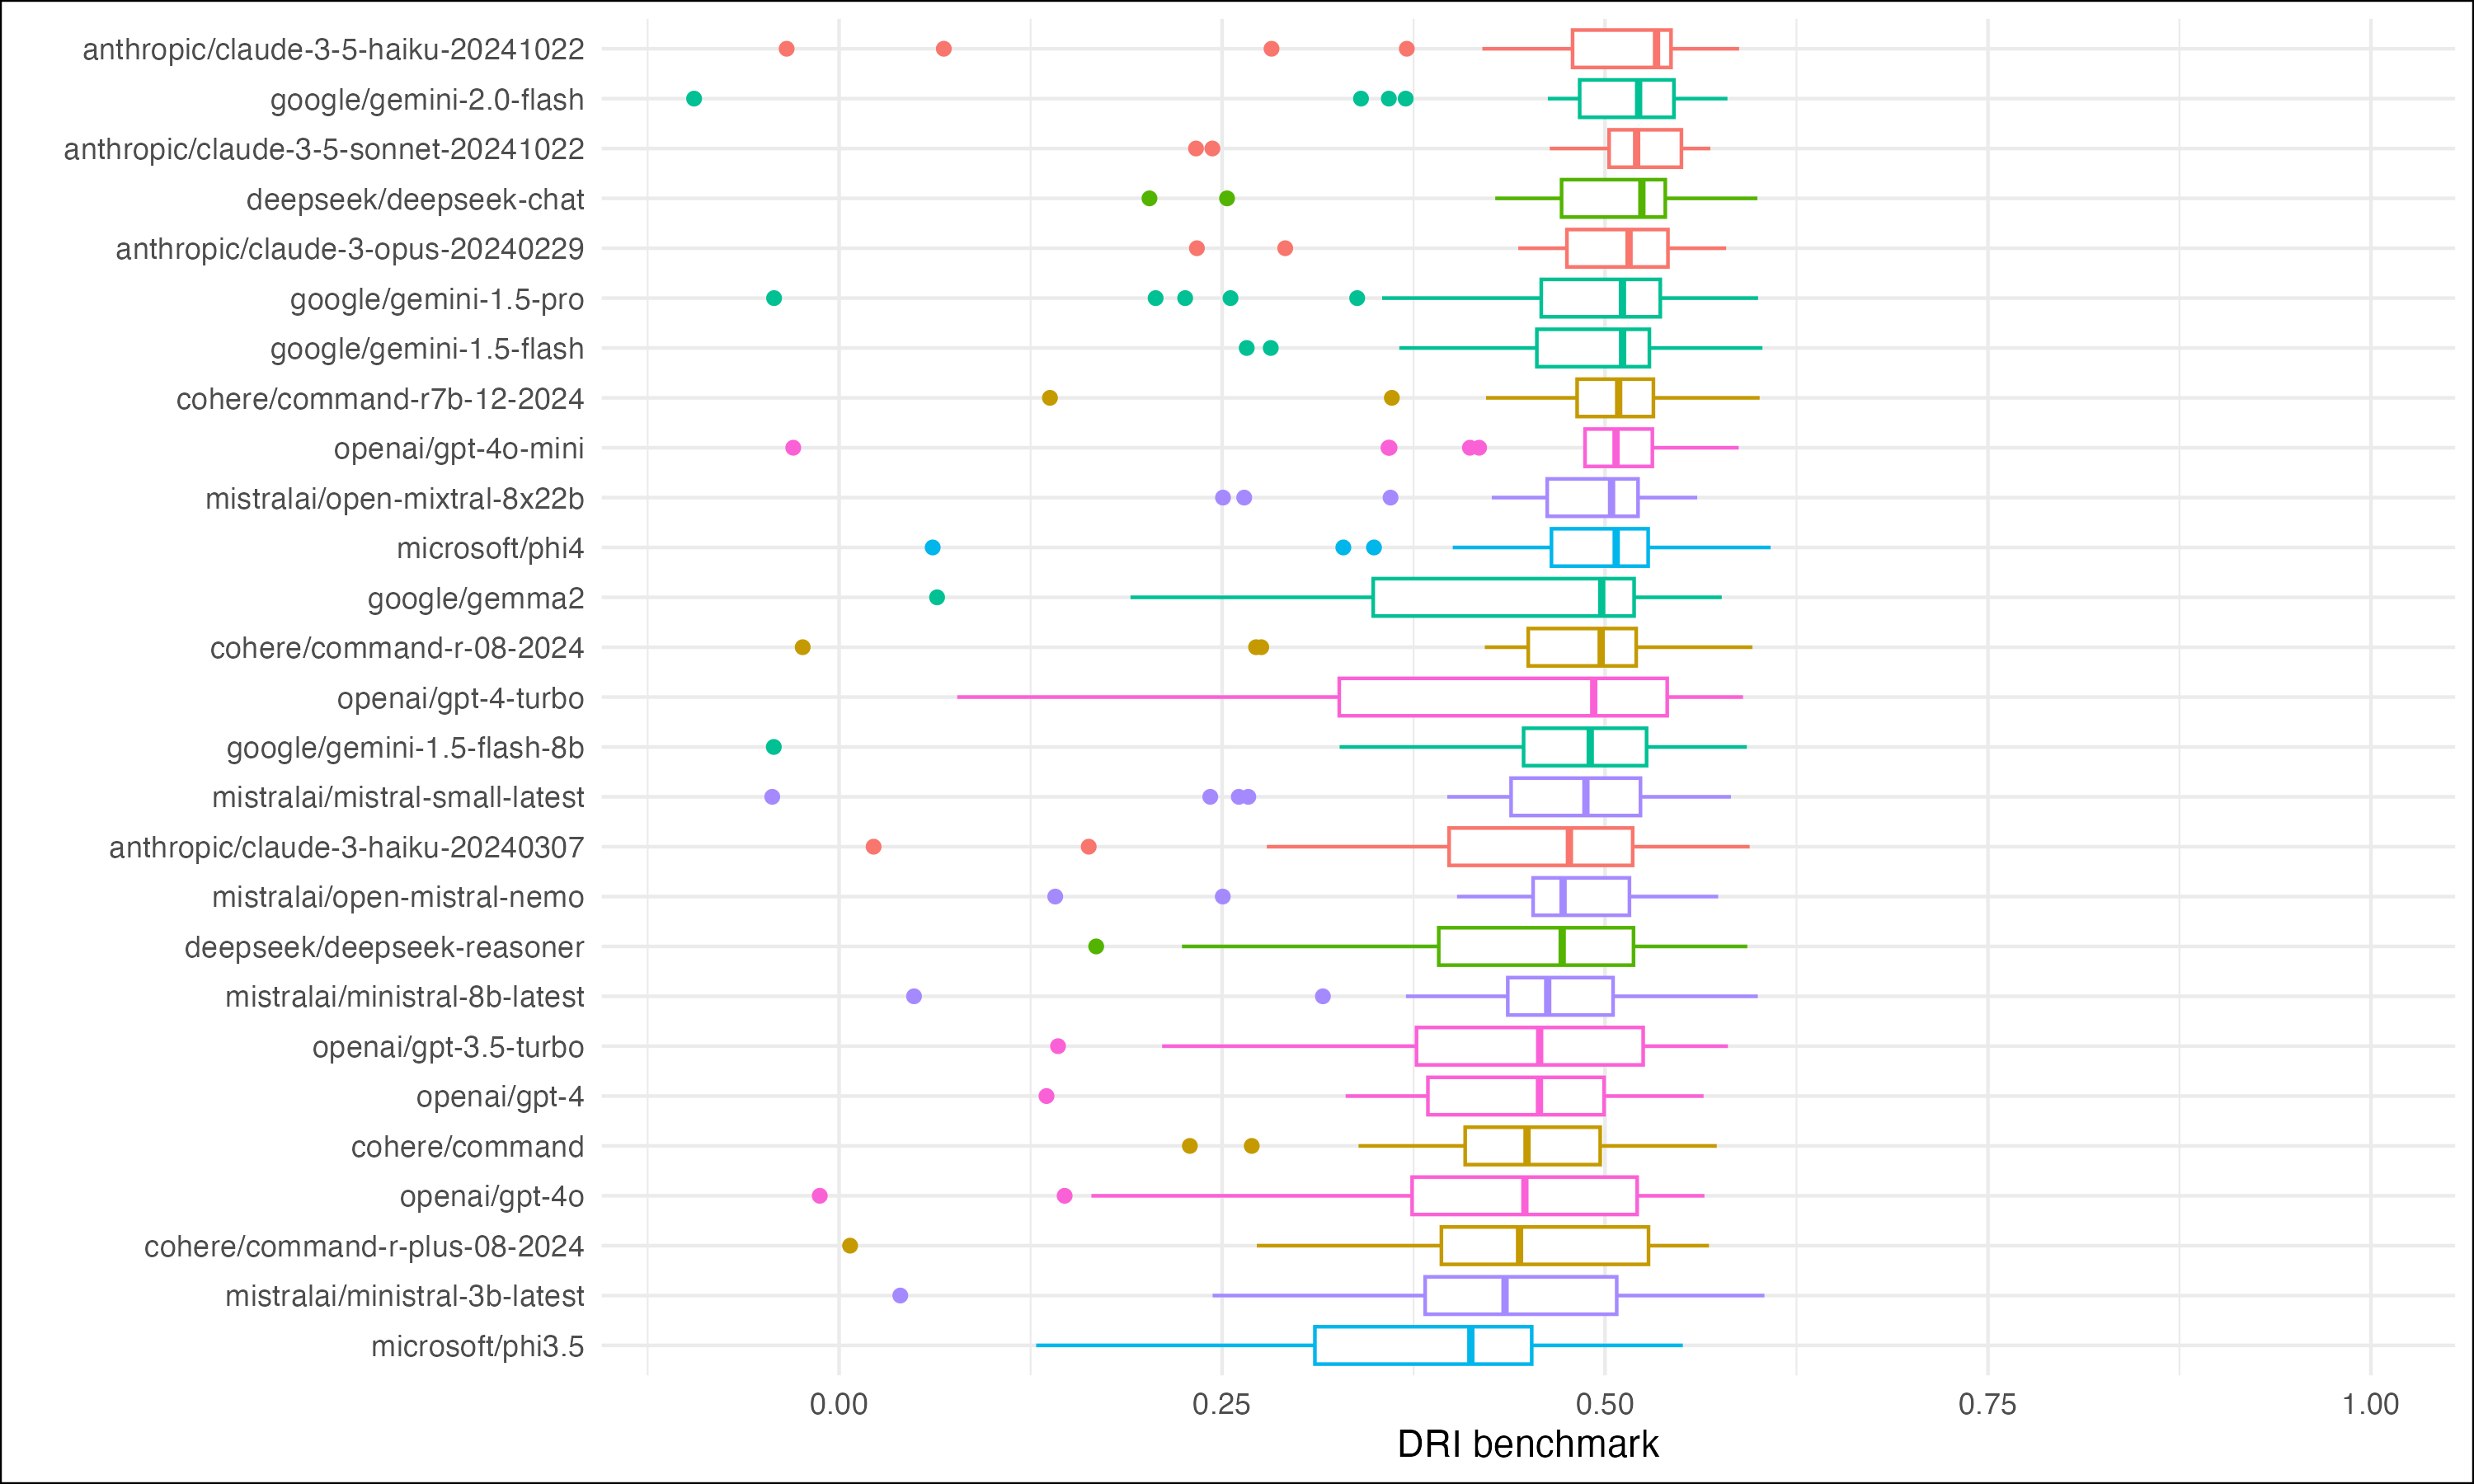 anthropic/claude-3-5-haiku-20241022
google/gemini-2.0-flash
anthropic/claude-3-5-sonnet-20241022
deepseek/deepseek-chat
anthropic/claude-3-opus-20240229
google/gemini-1.5-pro
google/gemini-1.5-flash
cohere/command-r7b-12-2024
openai/gpt-4o-mini
mistralai/open-mixtral-8x22b
microsoft/phi4
google/gemma2
cohere/command-r-08-2024
openai/gpt-4-turbo
google/gemini-1.5-flash-8b
mistralai/mistral-small-latest
anthropic/claude-3-haiku-20240307
mistralai/open-mistral-nemo
deepseek/deepseek-reasoner
mistralai/ministral-8b-latest
openai/gpt-3.5-turbo
openai/gpt-4
cohere/command
openai/gpt-4o
cohere/command-r-plus-08-2024
mistralai/ministral-3b-latest
microsoft/phi3.5
0.00 0.25 0.50 0.75 1.00
DRI benchmark